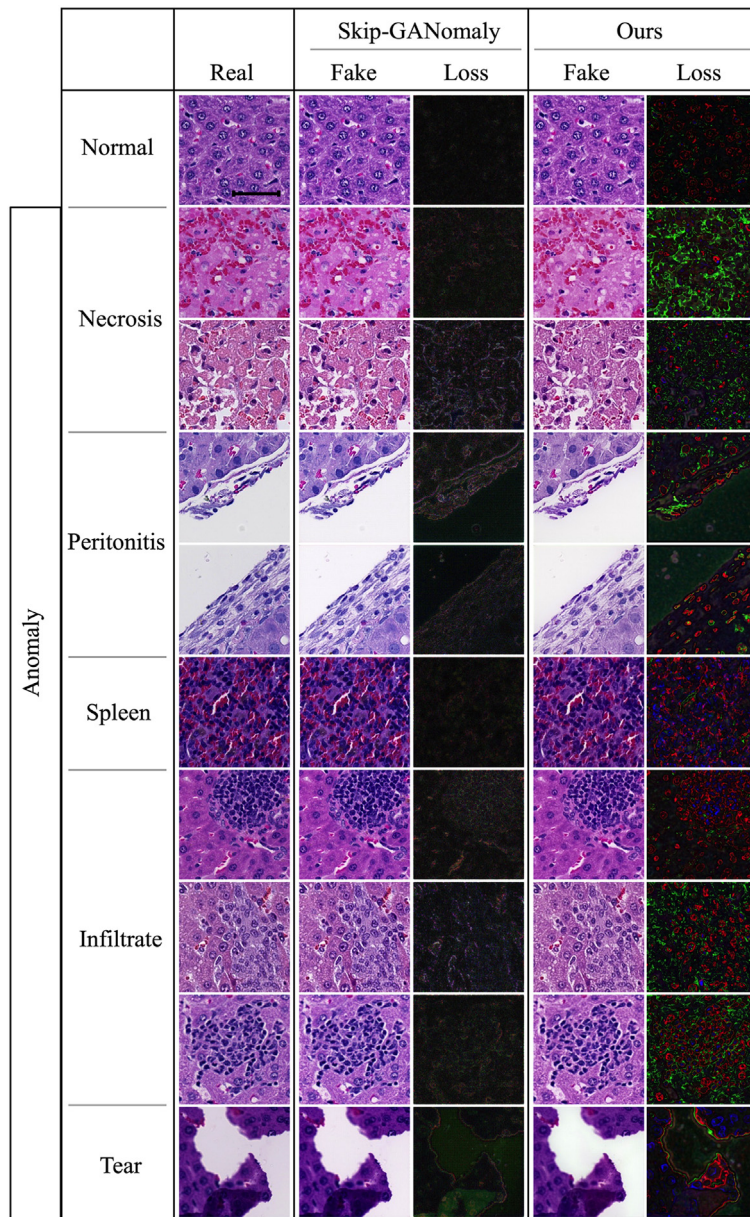 Skip-GANomaly
Ours
Real
Fake
Loss
Fake
Loss
Normal
Anomaly
Necrosis
Peritonitis
Spleen
Infiltrate
Tear